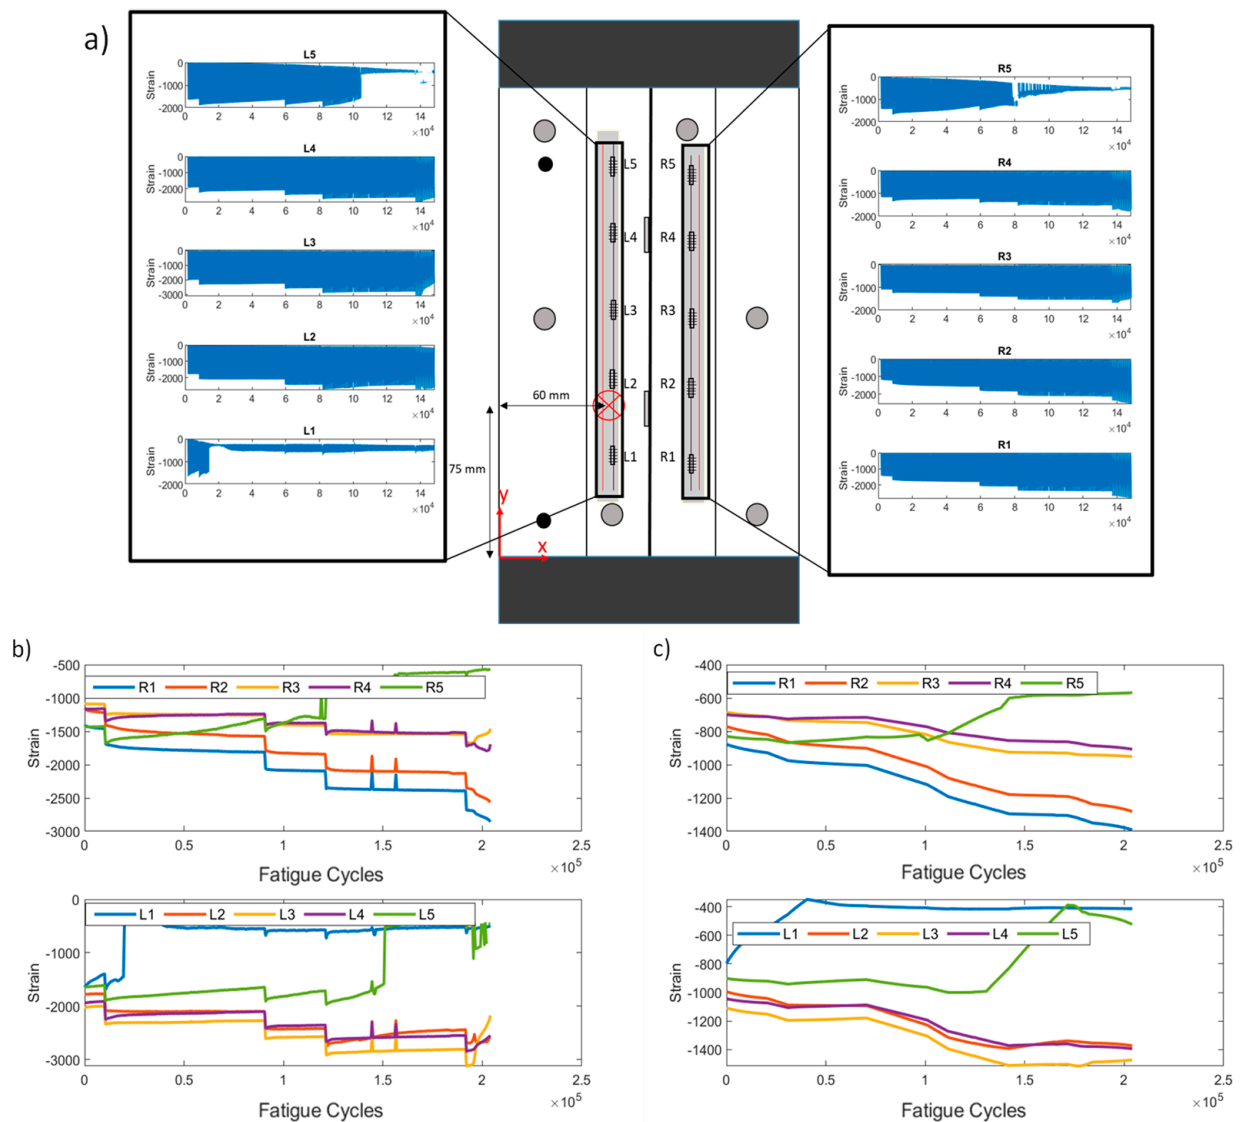 a)
L5
Strain
0
-1000
-2000
0 2 4 6 8 10 12 14
×10⁴
L4
Strain
0
-2000
0 2 4 6 8 10 12 14
×10⁴
L3
Strain
0
-1000
-2000
-3000
0 2 4 6 8 10 12 14
×10⁴
L2
Strain
0
-1000
-2000
0 2 4 6 8 10 12 14
×10⁴
L1
Strain
0
-1000
-2000
0 2 4 6 8 10 12 14
×10⁴
L5 R5
L4 R4
L3 R3
L2 R2
60 mm
L1 R1
75 mm
y
x
R5
Strain
0
-1000
-2000
0 2 4 6 8 10 12 14
×10⁴
R4
Strain
0
-1000
-2000
0 2 4 6 8 10 12 14
×10⁴
R3
Strain
0
-1000
-2000
0 2 4 6 8 10 12 14
×10⁴
R2
Strain
0
-1000
-2000
0 2 4 6 8 10 12 14
×10⁴
R1
Strain
0
-1000
-2000
0 2 4 6 8 10 12 14
×10⁴
b)
-500
-1000
-1500
-2000
-2500
-3000
Strain
R1 R2 R3 R4 R5
0 0.5 1 1.5 2 2.5
×10⁵
Fatigue Cycles
0
-1000
-2000
-3000
Strain
L1 L2 L3 L4 L5
0 0.5 1 1.5 2 2.5
×10⁵
Fatigue Cycles
c)
-400
-600
-800
-1000
-1200
-1400
Strain
R1 R2 R3 R4 R5
0 0.5 1 1.5 2 2.5
×10⁵
Fatigue Cycles
-400
-600
-800
-1000
-1200
-1400
Strain
L1 L2 L3 L4 L5
0 0.5 1 1.5 2 2.5
×10⁵
Fatigue Cycles